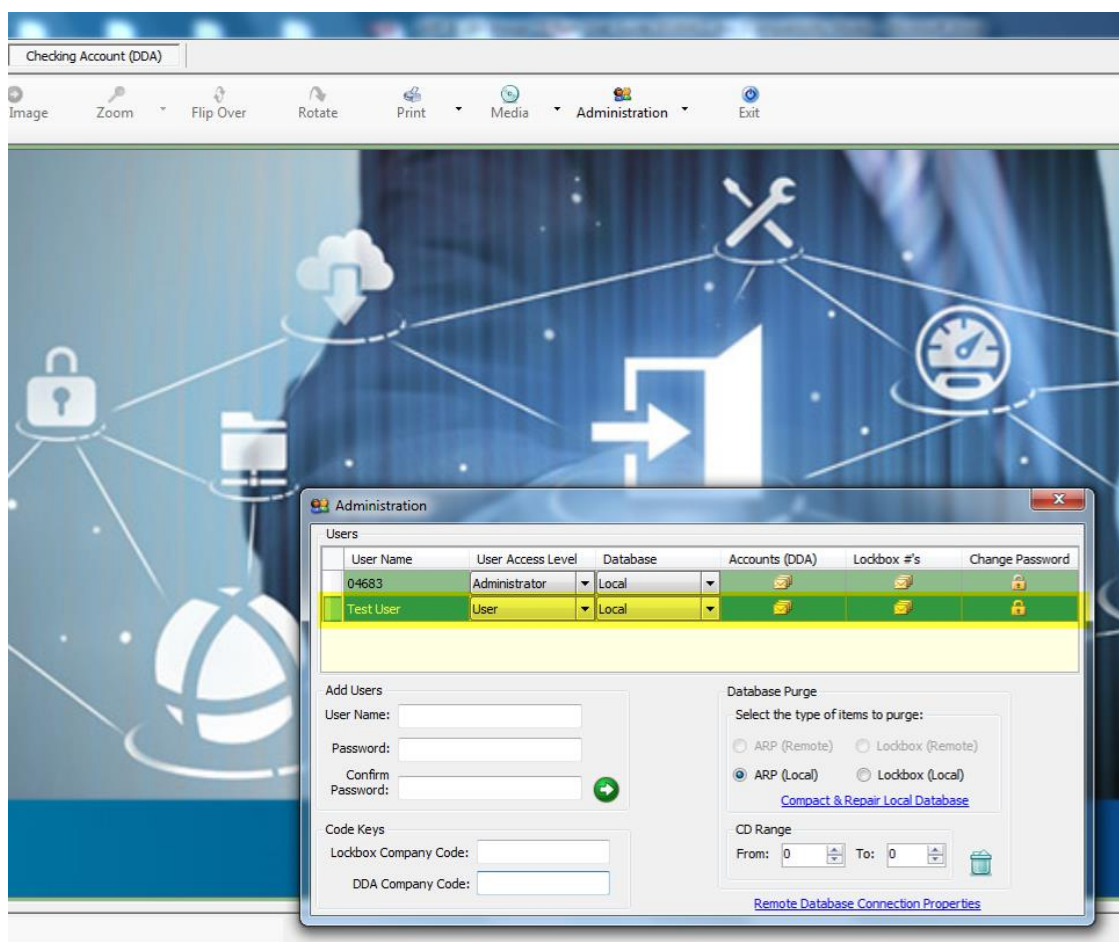 Checking Account (DDA)
Image Zoom Flip Over Rotate Print Media Administration Exit
Administration
Users
User Name User Access Level Database Accounts (DDA) Lockbox #'s Change Password
04683 Administrator Local
Test User User Local
Add Users
User Name:
Password:
Confirm
Password:
Code Keys
Lockbox Company Code:
DDA Company Code:
Database Purge
Select the type of items to purge:
ARP (Remote) Lockbox (Remote)
ARP (Local) Lockbox (Local)
Compact & Repair Local Database
CD Range
From: 0 To: 0
Remote Database Connection Properties